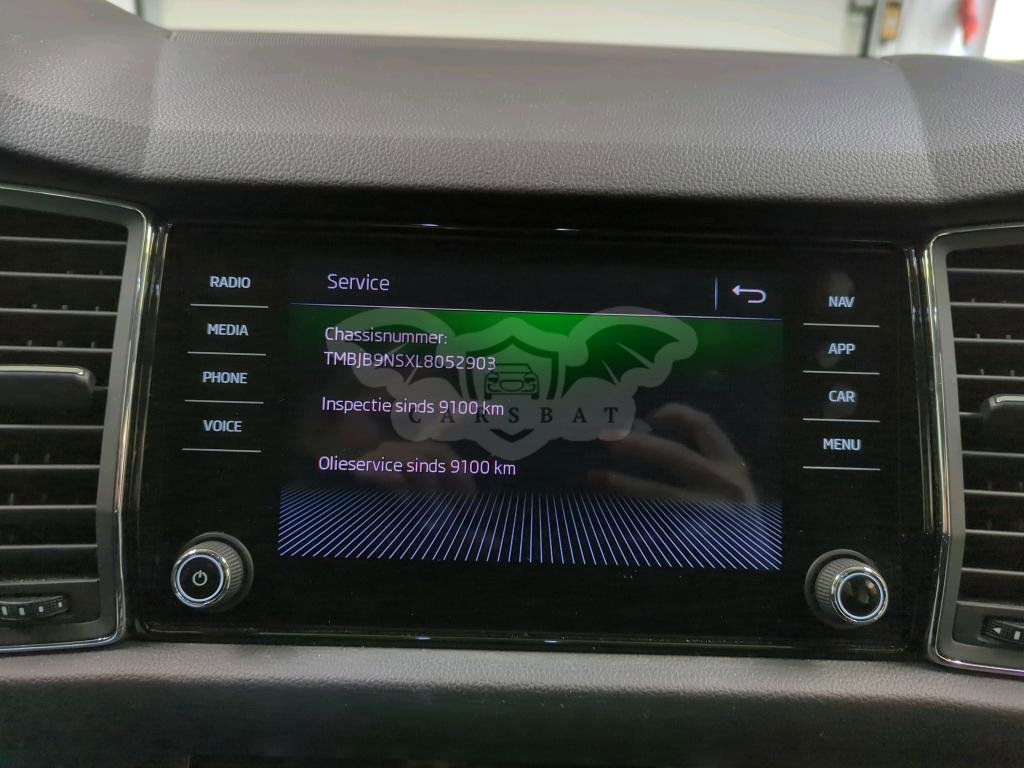 RADIO
MEDIA
PHONE
VOICE
Service
Chassisnummer:
TMBJB9NSXL8052903
Inspectie sinds 9100 km
CARSBAT
Olieservice sinds 9100 km
NAV
APP
CAR
MENU